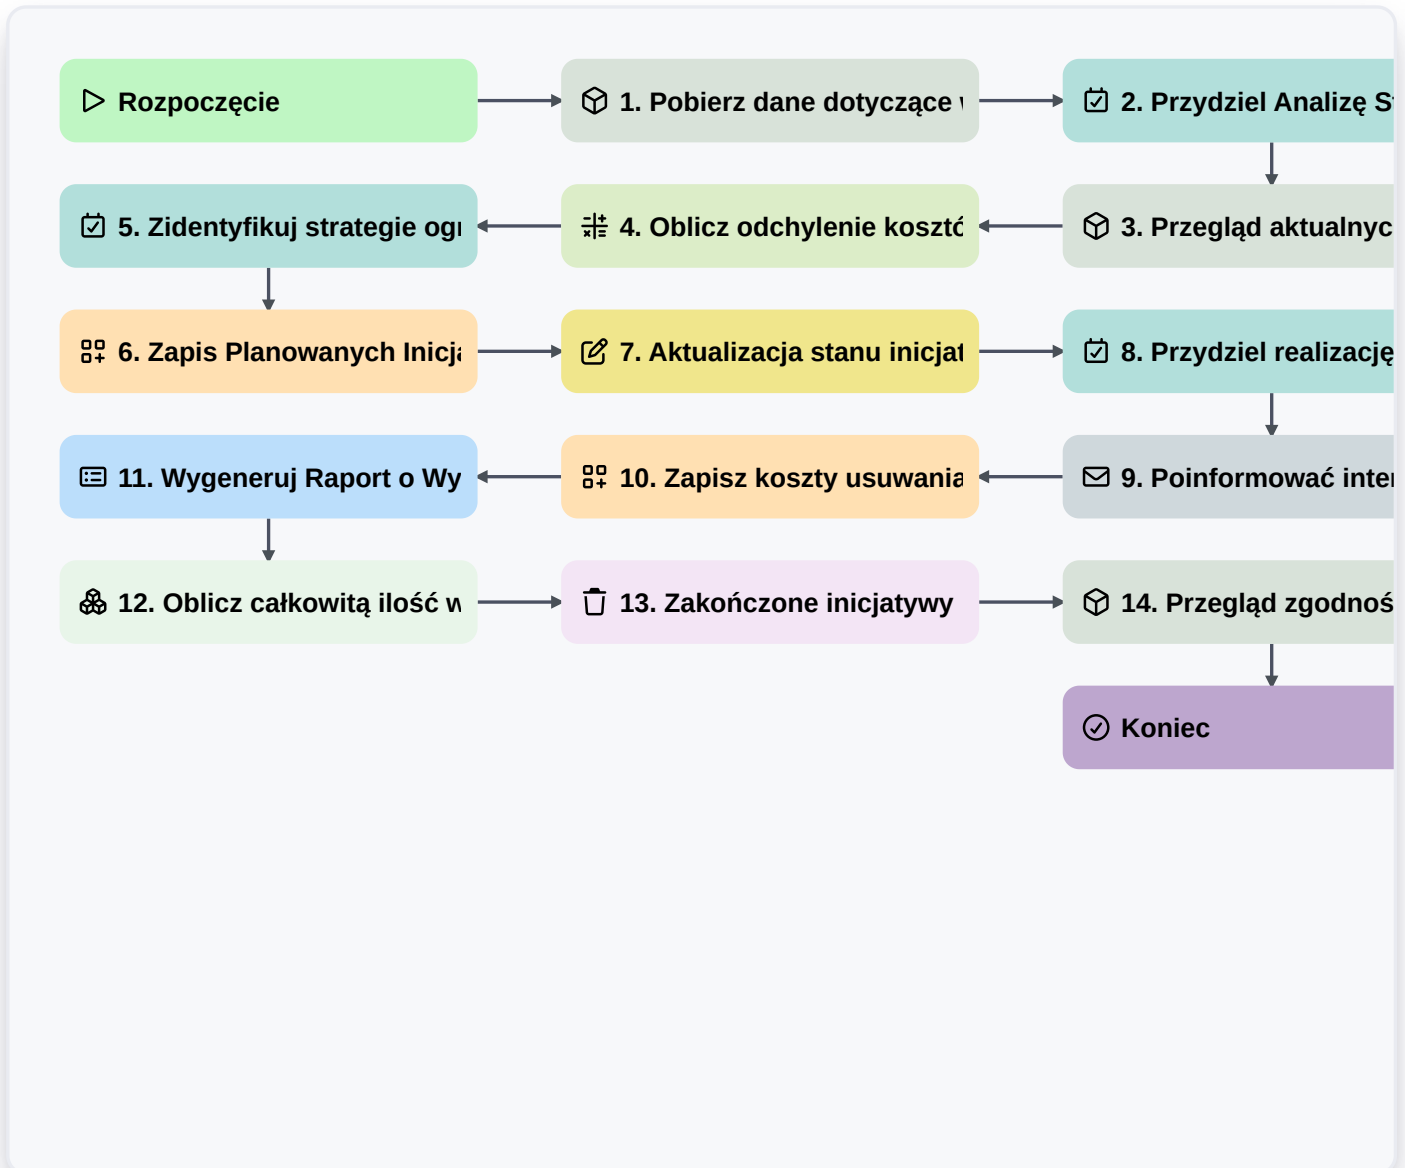 Rozpoczęcie
1. Pobierz dane dotyczące
2. Przydziel Analizę
5. Zidentyfikuj strategie
4. Oblicz odchylenie
3. Przegląd
6. Zapis Planowanych
7. Aktualizacja stanu
8. Przydziel realizację
11. Wygeneruj Raport o
10. Zapisz koszty usuwania
9. Poinformować
12. Oblicz całkowitą ilość
13. Zakończone inicjatywy
14. Przegląd
Koniec